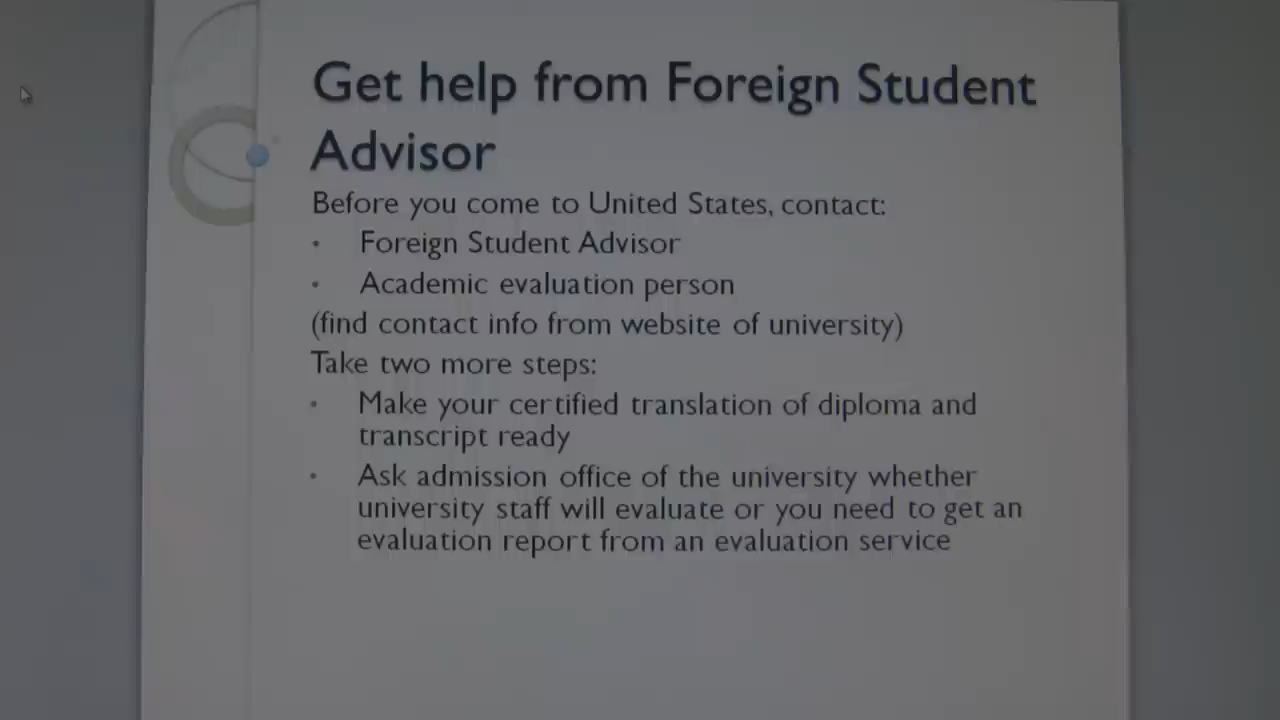 Get help from Foreign Student
Advisor
Before you come to United States, contact:
• Foreign Student Advisor
• Academic evaluation person
(find contact info from website of university)
Take two more steps:
• Make your certified translation of diploma and
transcript ready
• Ask admission office of the university whether
university staff will evaluate or you need to get an
evaluation report from an evaluation service